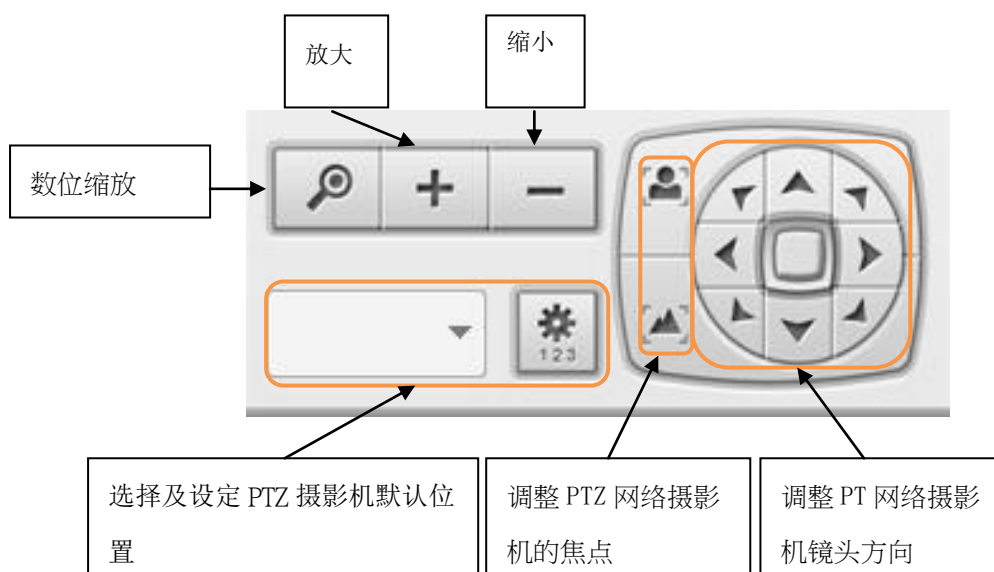 放大
缩小
数位缩放
123
选择及设定 PTZ 摄影机默认位
置
调整 PTZ 网络摄影
机的焦点
调整 PT 网络摄影
机镜头方向